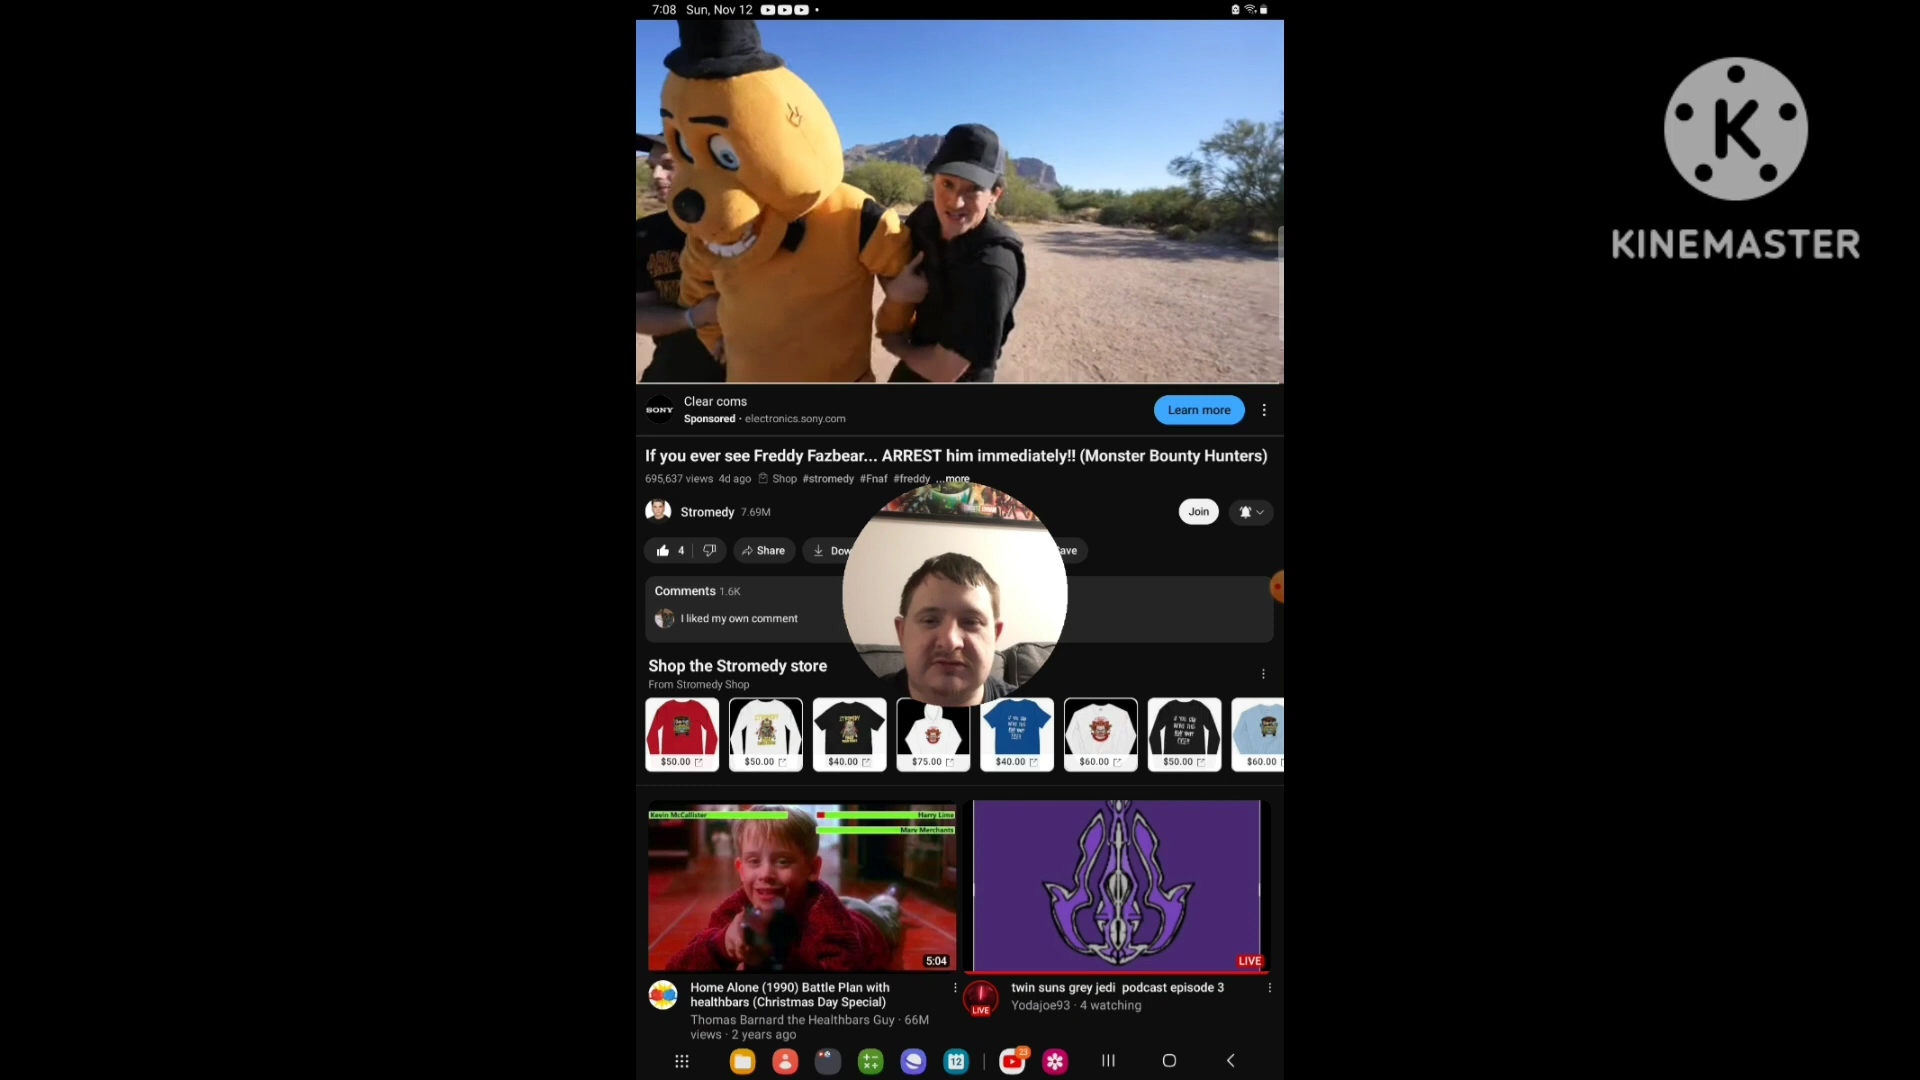 7:08 Sun, Nov 12
KINEMASTER
SONY
Clear coms
Sponsored · electronics.sony.com
Learn more
If you ever see Freddy Fazbear... ARREST him immediately!! (Monster Bounty Hunters)
695,637 views 4d ago Shop #stromedy #Fnaf #freddy ...more
Stromedy 7.69M
Join
4
Share
Dow
ave
Comments 1.6K
I liked my own comment
Shop the Stromedy store
From Stromedy Shop
$50.00
$50.00
$40.00
$75.00
$40.00
$60.00
$50.00
$60.00
Kevin McCallister
Harry Lime
Marv Merchants
5:04
LIVE
Home Alone (1990) Battle Plan with
healthbars (Christmas Day Special)
Thomas Barnard the Healthbars Guy · 66M
views · 2 years ago
twin suns grey jedi podcast episode 3
Yodajoe93 · 4 watching
LIVE
12
23